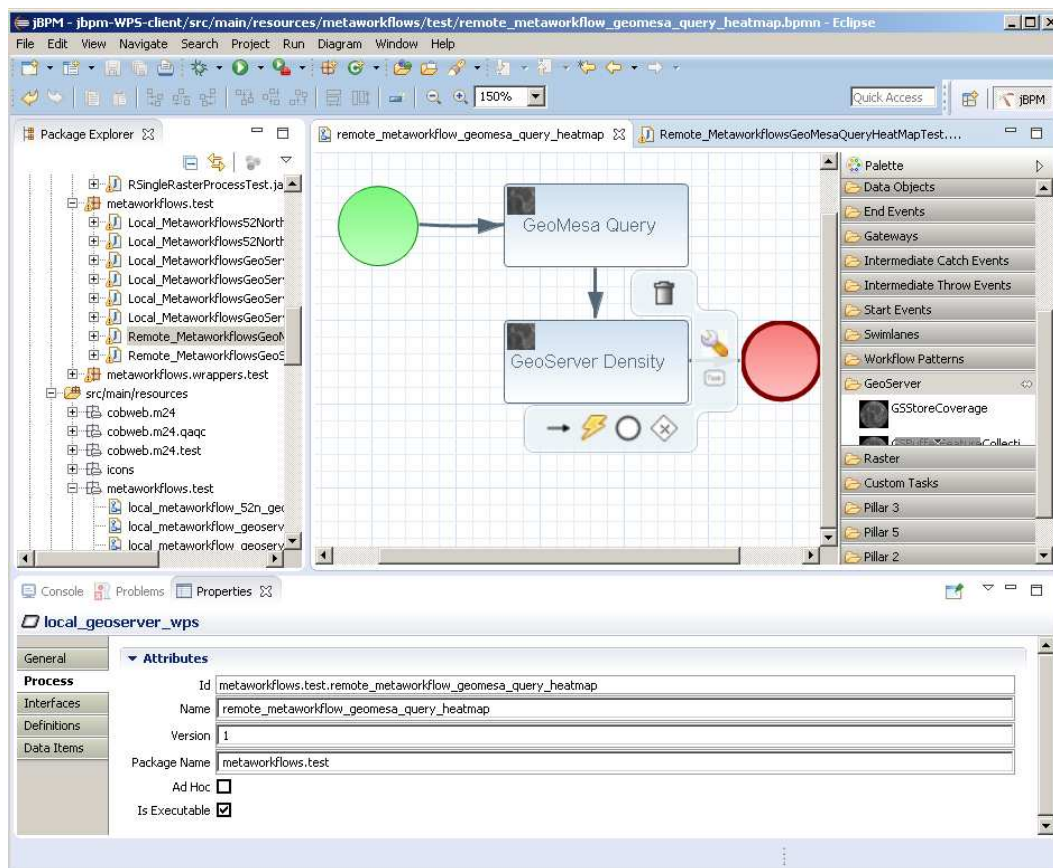 jBPM - jbpm-WPS-client/src/main/resources/metaworkflows/test/remote_metaworkflow_geomesa_query_heatmap.bpmn - Eclipse
File Edit View Navigate Search Project Run Diagram Window Help
150%
Quick Access
jBPM
Package Explorer
remote_metaworkflow_geomesa_query_heatmap
Remote_MetaworkflowsGeoMesaQueryHeatMapTest....
RSingleRasterProcessTest.ja
metaworkflows.test
Local_Metaworkflows52North
Local_Metaworkflows52North
Local_MetaworkflowsGeoSer
Local_MetaworkflowsGeoSer
Local_MetaworkflowsGeoSer
Local_MetaworkflowsGeoSer
Remote_MetaworkflowsGeoM
Remote_MetaworkflowsGeoS
metaworkflows.wrappers.test
src/main/resources
cobweb.m24
cobweb.m24.qaqc
cobweb.m24.test
icons
metaworkflows.test
local_metaworkflow_52n_geo
local_metaworkflow_geoserv
local_metaworkflow_geoserv
GeoMesa Query
GeoServer Density
Task
Palette
Data Objects
End Events
Gateways
Intermediate Catch Events
Intermediate Throw Events
Start Events
Swimlanes
Workflow Patterns
GeoServer
GSStoreCoverage
GSBufferFeatureCollecti
Raster
Custom Tasks
Pillar 3
Pillar 5
Pillar 2
Console
Problems
Properties
local_geoserver_wps
General
Process
Interfaces
Definitions
Data Items
Attributes
Id metaworkflows.test.remote_metaworkflow_geomesa_query_heatmap
Name remote_metaworkflow_geomesa_query_heatmap
Version 1
Package Name metaworkflows.test
Ad Hoc
Is Executable